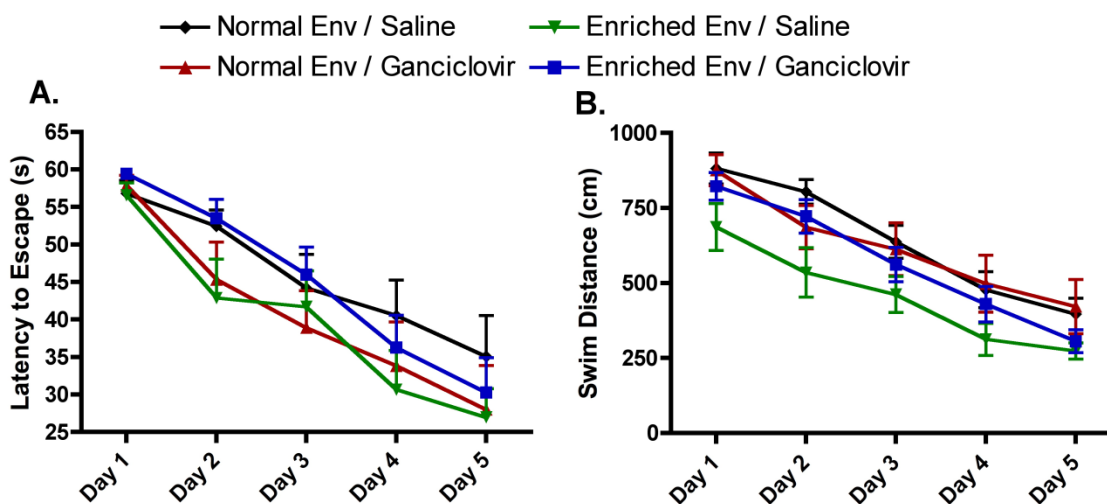 Normal Env / Saline
Enriched Env / Saline
Normal Env / Ganciclovir
Enriched Env / Ganciclovir
A.
Latency to Escape (s)
65
60
55
50
45
40
35
30
25
Day 1
Day 2
Day 3
Day 4
Day 5
B.
Swim Distance (cm)
1000
750
500
250
0
Day 1
Day 2
Day 3
Day 4
Day 5